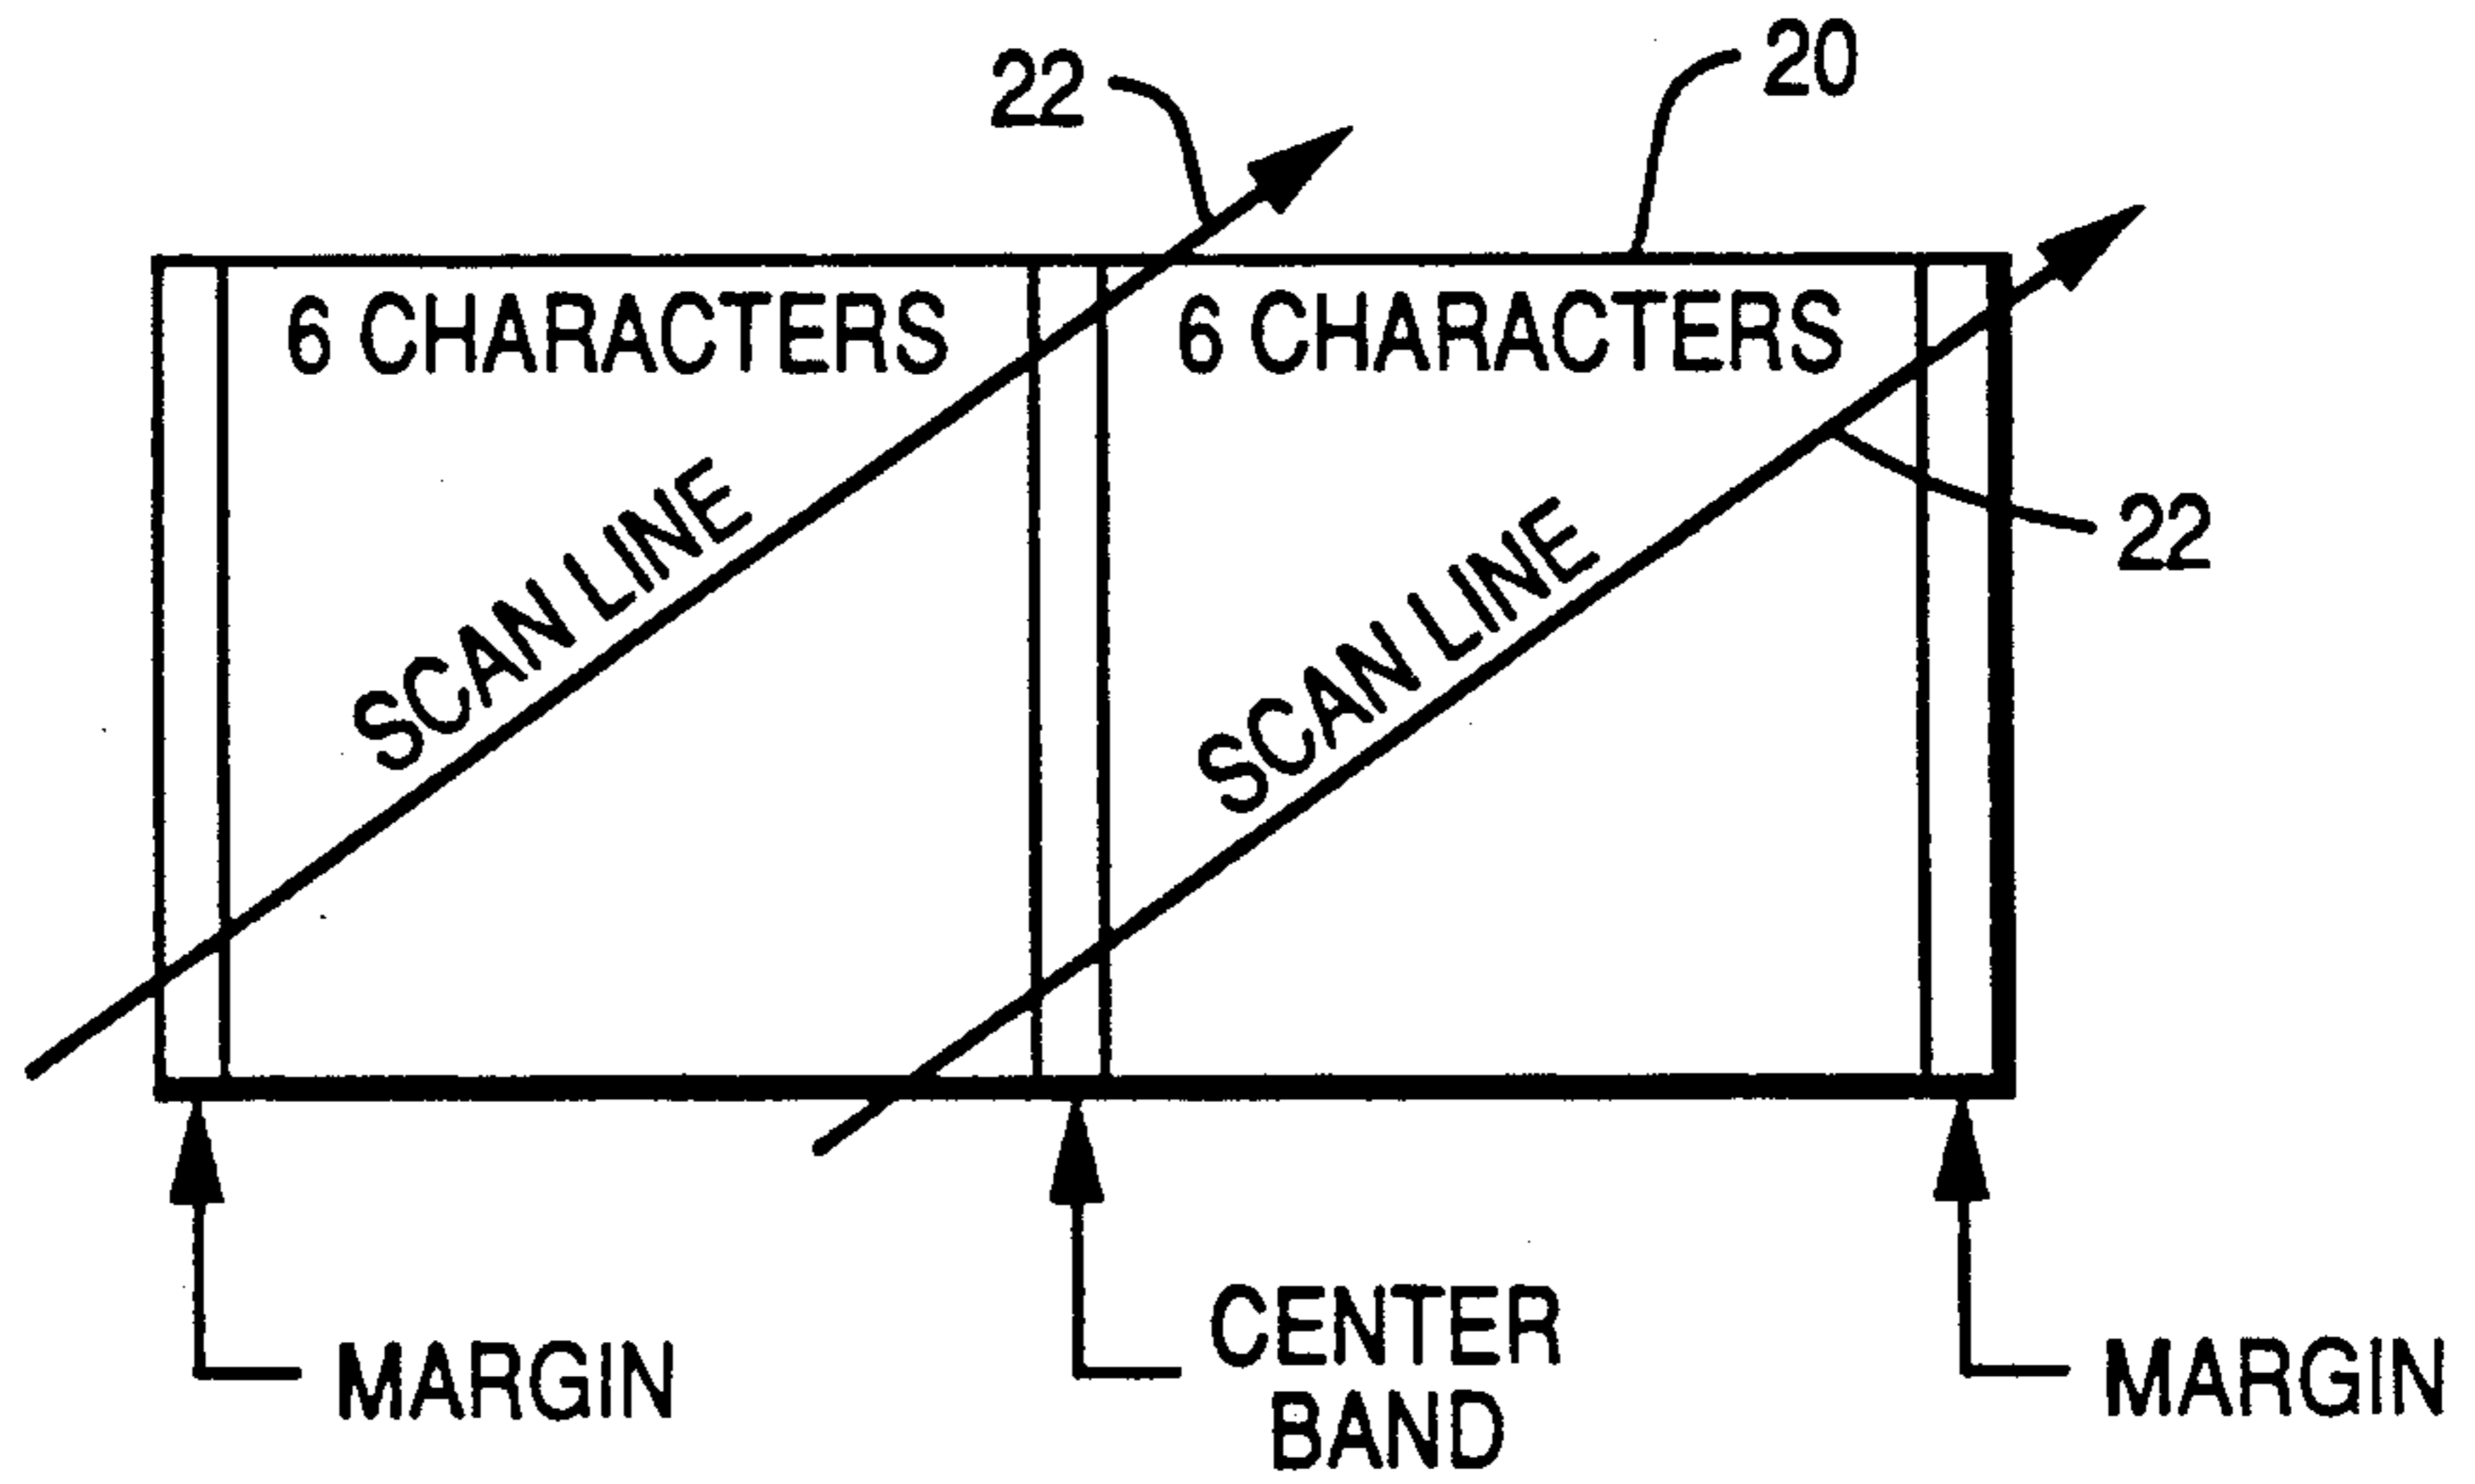 22
20
6 CHARACTERS
6 CHARACTERS
SCAN LINE
SCAN LINE
22
MARGIN
CENTER
BAND
MARGIN